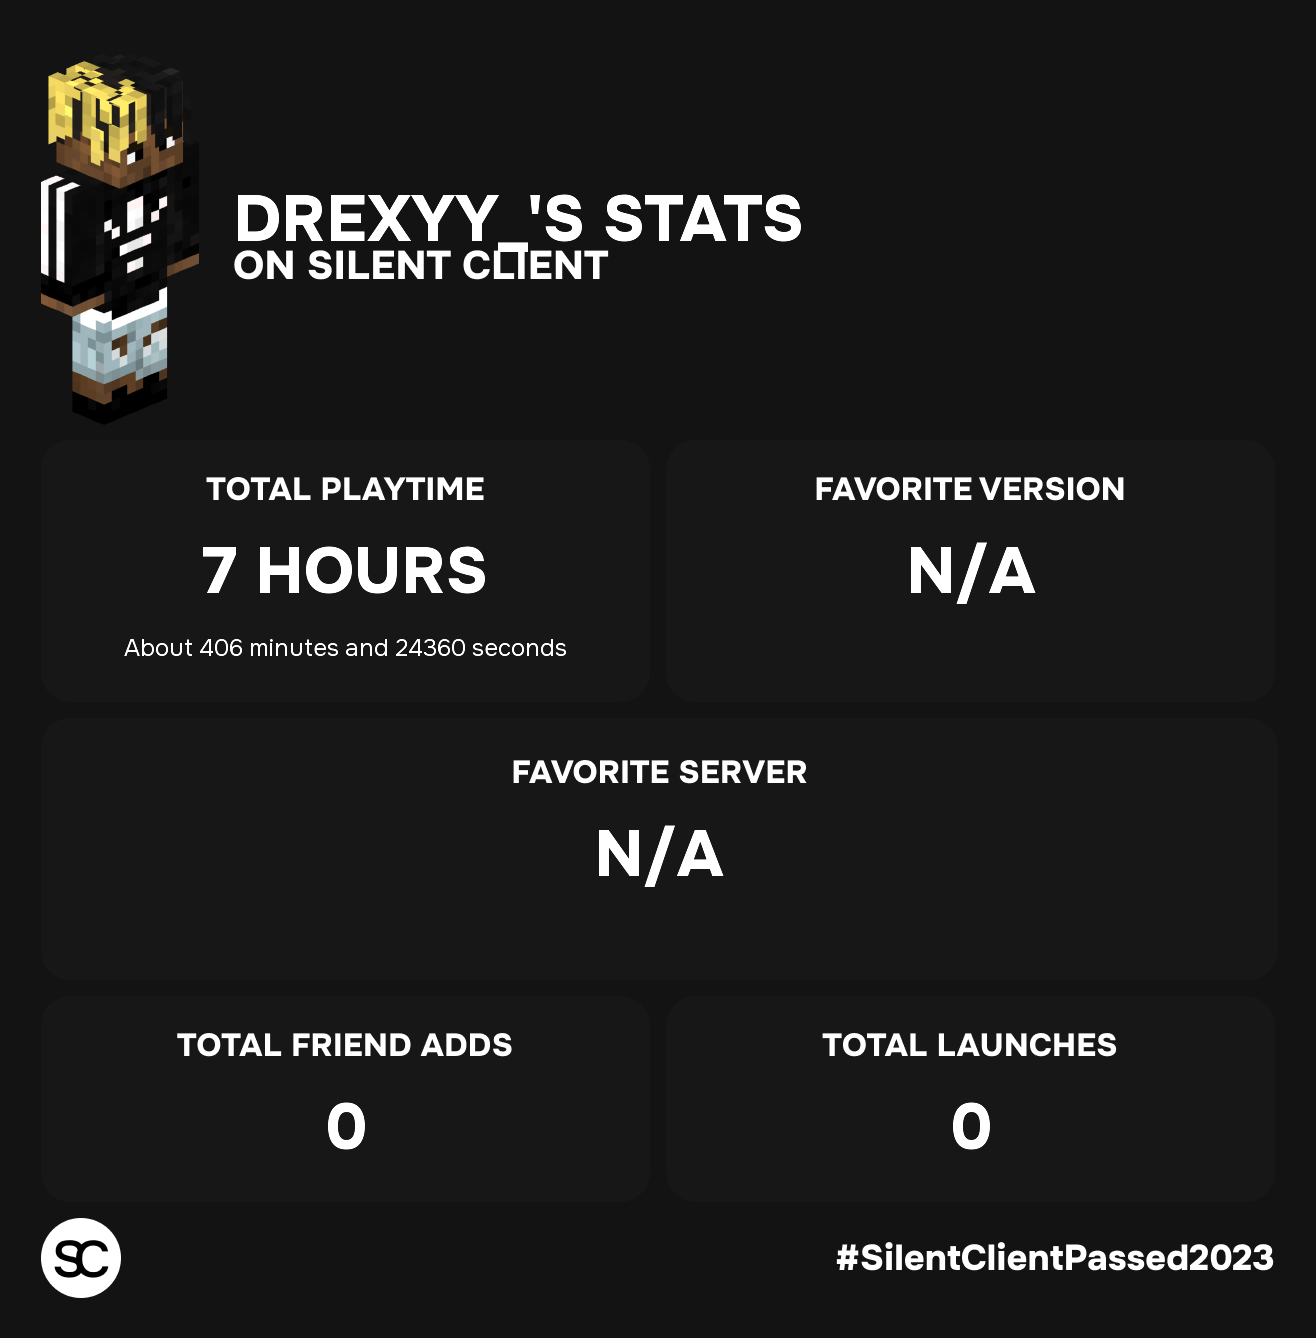 DREXYY_'S STATS
ON SILENT CLIENT
TOTAL PLAYTIME
7 HOURS
About 406 minutes and 24360 seconds
FAVORITE VERSION
N/A
FAVORITE SERVER
N/A
TOTAL FRIEND ADDS
0
TOTAL LAUNCHES
0
SC
#SilentClientPassed2023